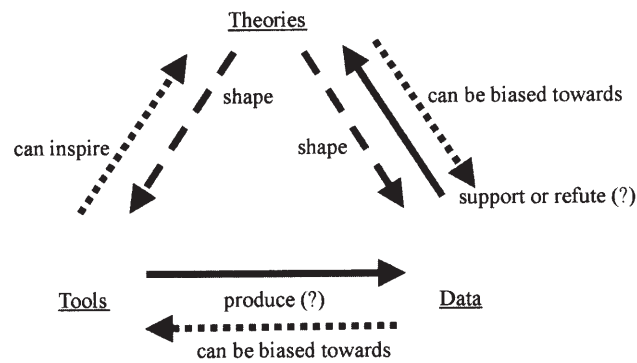 Theories
shape
can be biased towards
can inspire
shape
support or refute (?)
Tools
produce (?)
Data
can be biased towards